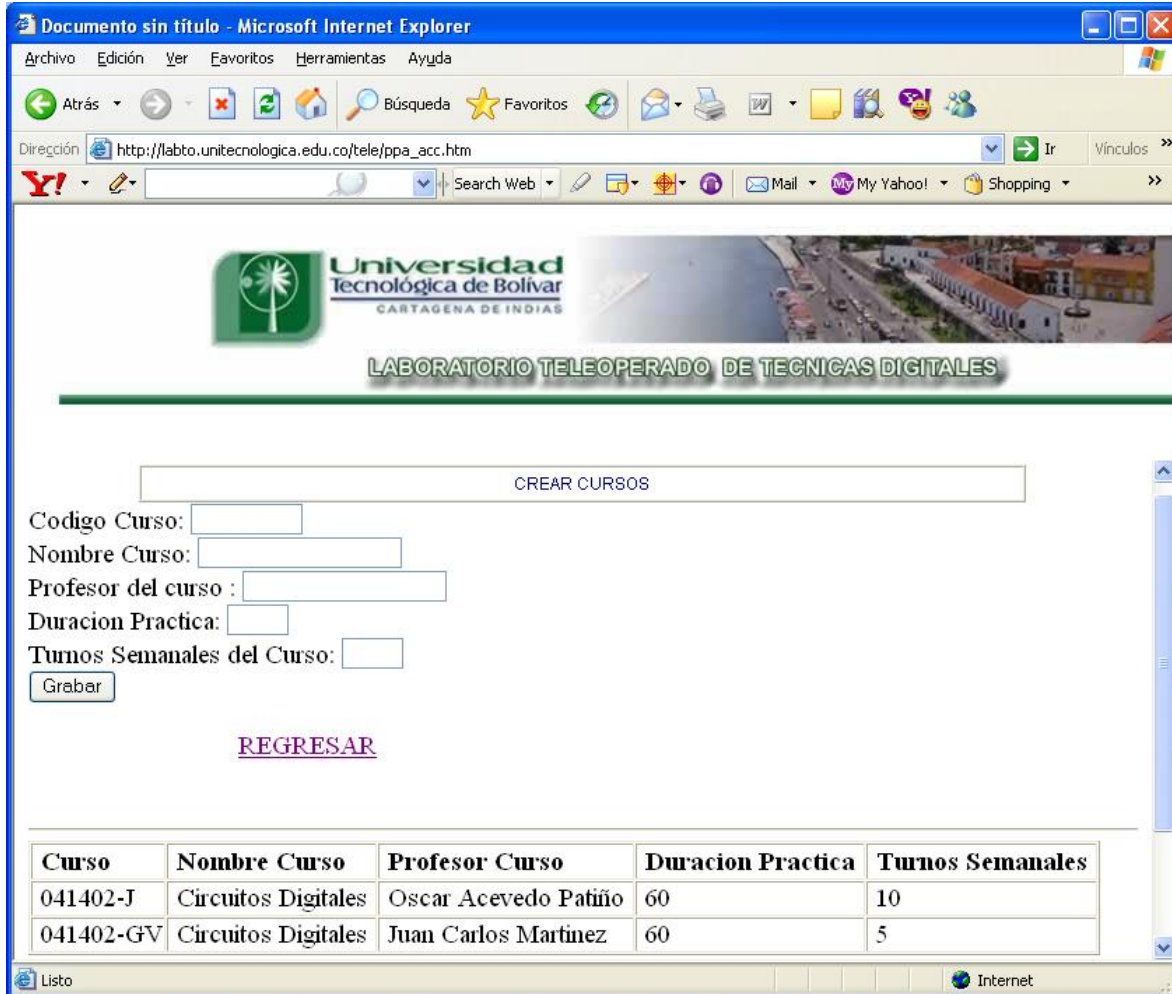 Documento sin título - Microsoft Internet Explorer
Archivo Edición Ver Favoritos Herramientas Ayuda
Atrás Búsqueda Favoritos W
Dirección http://labto.unitecnologica.edu.co/tele/ppa_acc.htm Ir Vínculos »
Y! Search Web Mail My My Yahoo! Shopping »
Universidad
Tecnológica de Bolívar
CARTAGENA DE INDIAS
LABORATORIO TELEOPERADO DE TECNICAS DIGITALES
CREAR CURSOS
Codigo Curso:
Nombre Curso:
Profesor del curso :
Duracion Practica:
Turnos Semanales del Curso:
Grabar
REGRESAR
Curso Nombre Curso Profesor Curso Duracion Practica Turnos Semanales
041402-J Circuitos Digitales Oscar Acevedo Patiño 60 10
041402-GV Circuitos Digitales Juan Carlos Martinez 60 5
Listo Internet